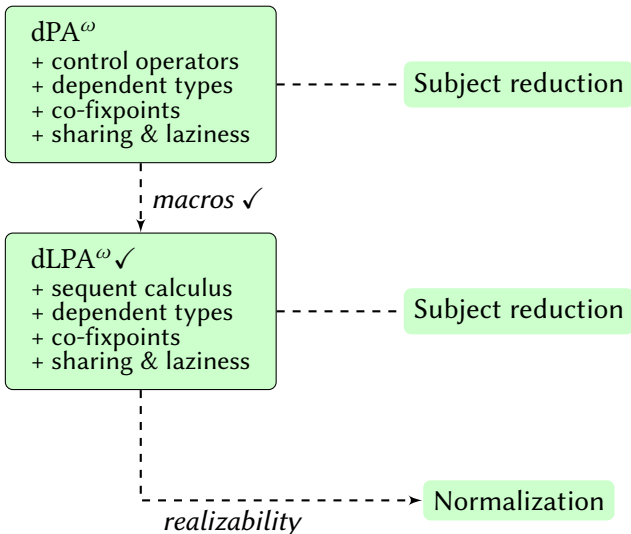 dPA^ω
+ control operators
+ dependent types
+ co-fixpoints
+ sharing & laziness
Subject reduction
macros ✓
dLPA^ω ✓
+ sequent calculus
+ dependent types
+ co-fixpoints
+ sharing & laziness
Subject reduction
Normalization
realizability